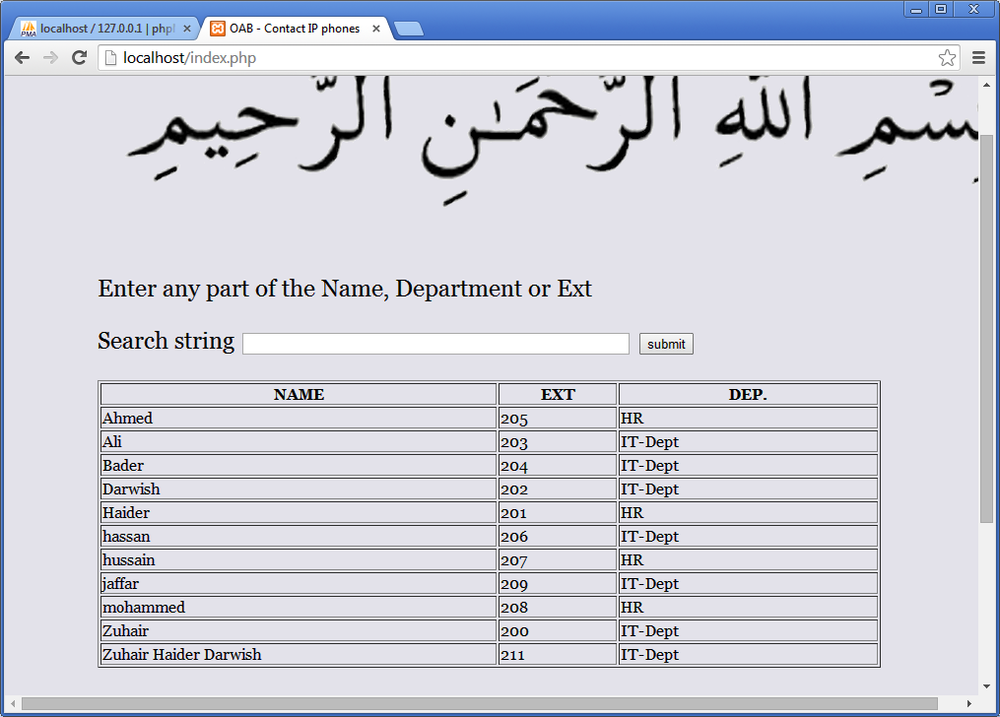 localhost / 127.0.0.1 | phpl
OAB - Contact IP phones
localhost/index.php
بِسْمِ اللهِ الرَّحْمَـٰنِ الرَّحِيمِ
Enter any part of the Name, Department or Ext
Search string submit
NAME EXT DEP.
Ahmed 205 HR
Ali 203 IT-Dept
Bader 204 IT-Dept
Darwish 202 IT-Dept
Haider 201 HR
hassan 206 IT-Dept
hussain 207 HR
jaffar 209 IT-Dept
mohammed 208 HR
Zuhair 200 IT-Dept
Zuhair Haider Darwish 211 IT-Dept